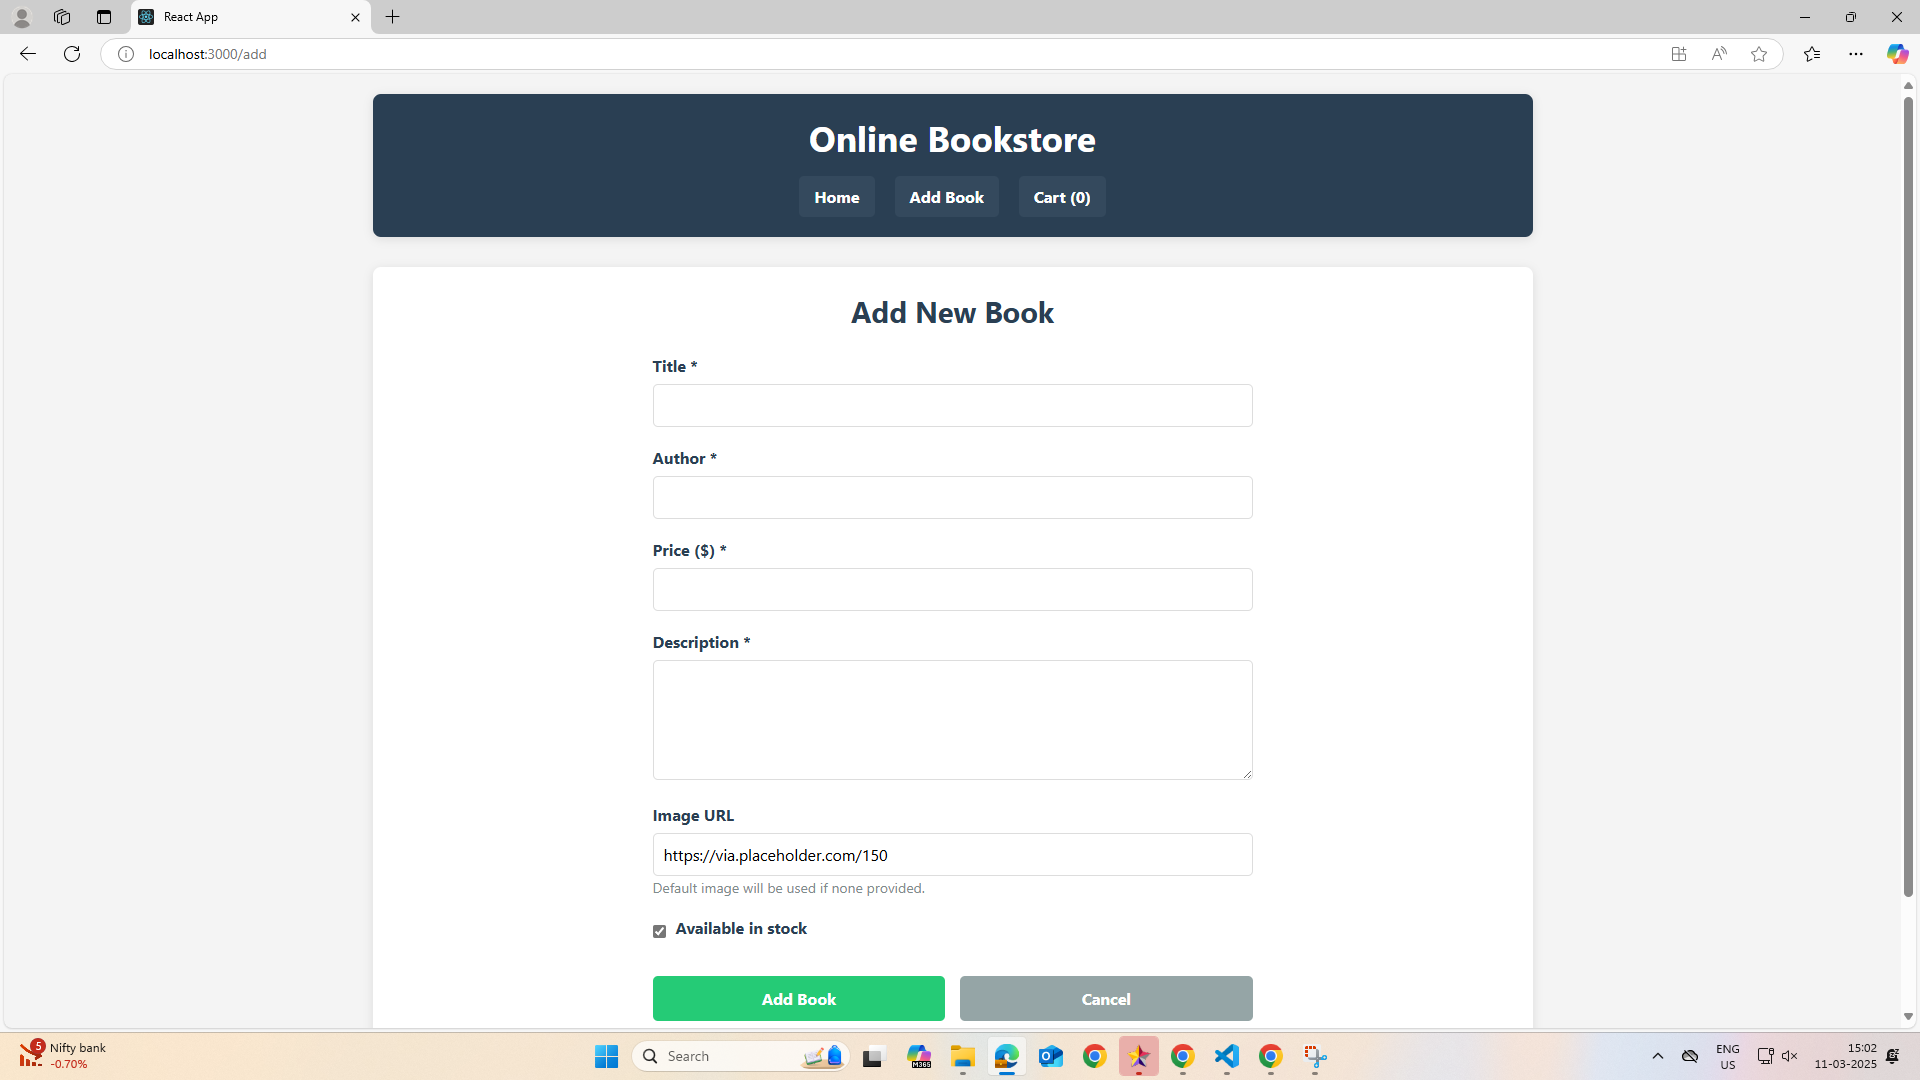 React App
localhost:3000/add
Online Bookstore
Home
Add Book
Cart (0)
Add New Book
Title *
Author *
Price ($) *
Description *
Image URL
https://via.placeholder.com/150
Default image will be used if none provided.
Available in stock
Add Book
Cancel
5
Nifty bank
-0.70%
Search
M365
ENG
US
15:02
11-03-2025